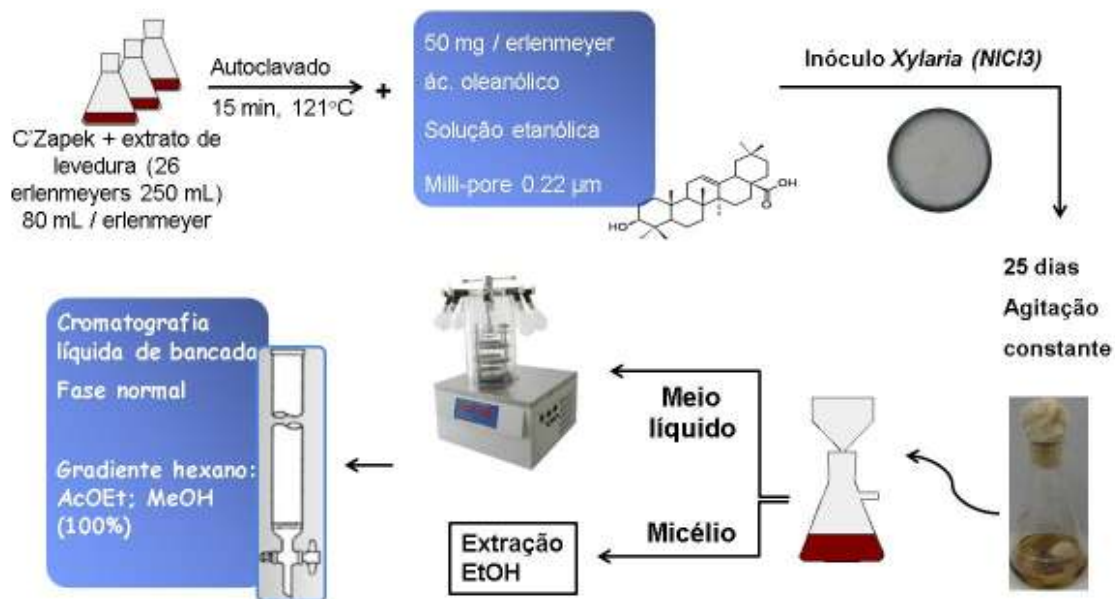 Autoclavado
15 min, 121°C
C'Zapek + extrato de
levedura (26
erlenmeyers 250 mL)
80 mL / erlenmeyer
+
50 mg / erlenmeyer
ác. oleanólico
Solução etanólica
Milli-pore 0.22 µm
HO
OH
O
Inóculo Xylaria (NICl3)
25 dias
Agitação
constante
Meio
líquido
Micélio
Extração
EtOH
Cromatografia
líquida de bancada
Fase normal
Gradiente hexano:
AcOEt; MeOH
(100%)